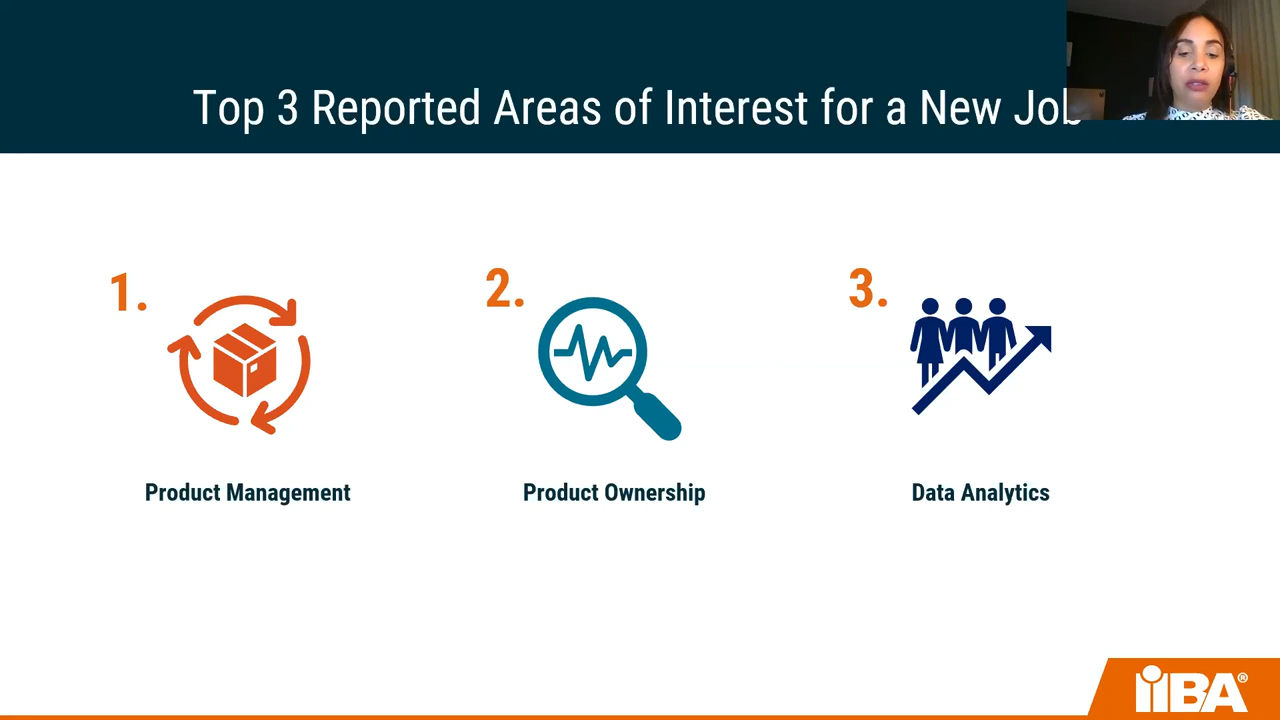 Top 3 Reported Areas of Interest for a New Job
1.
2.
3.
Product Management
Product Ownership
Data Analytics
IIBA®